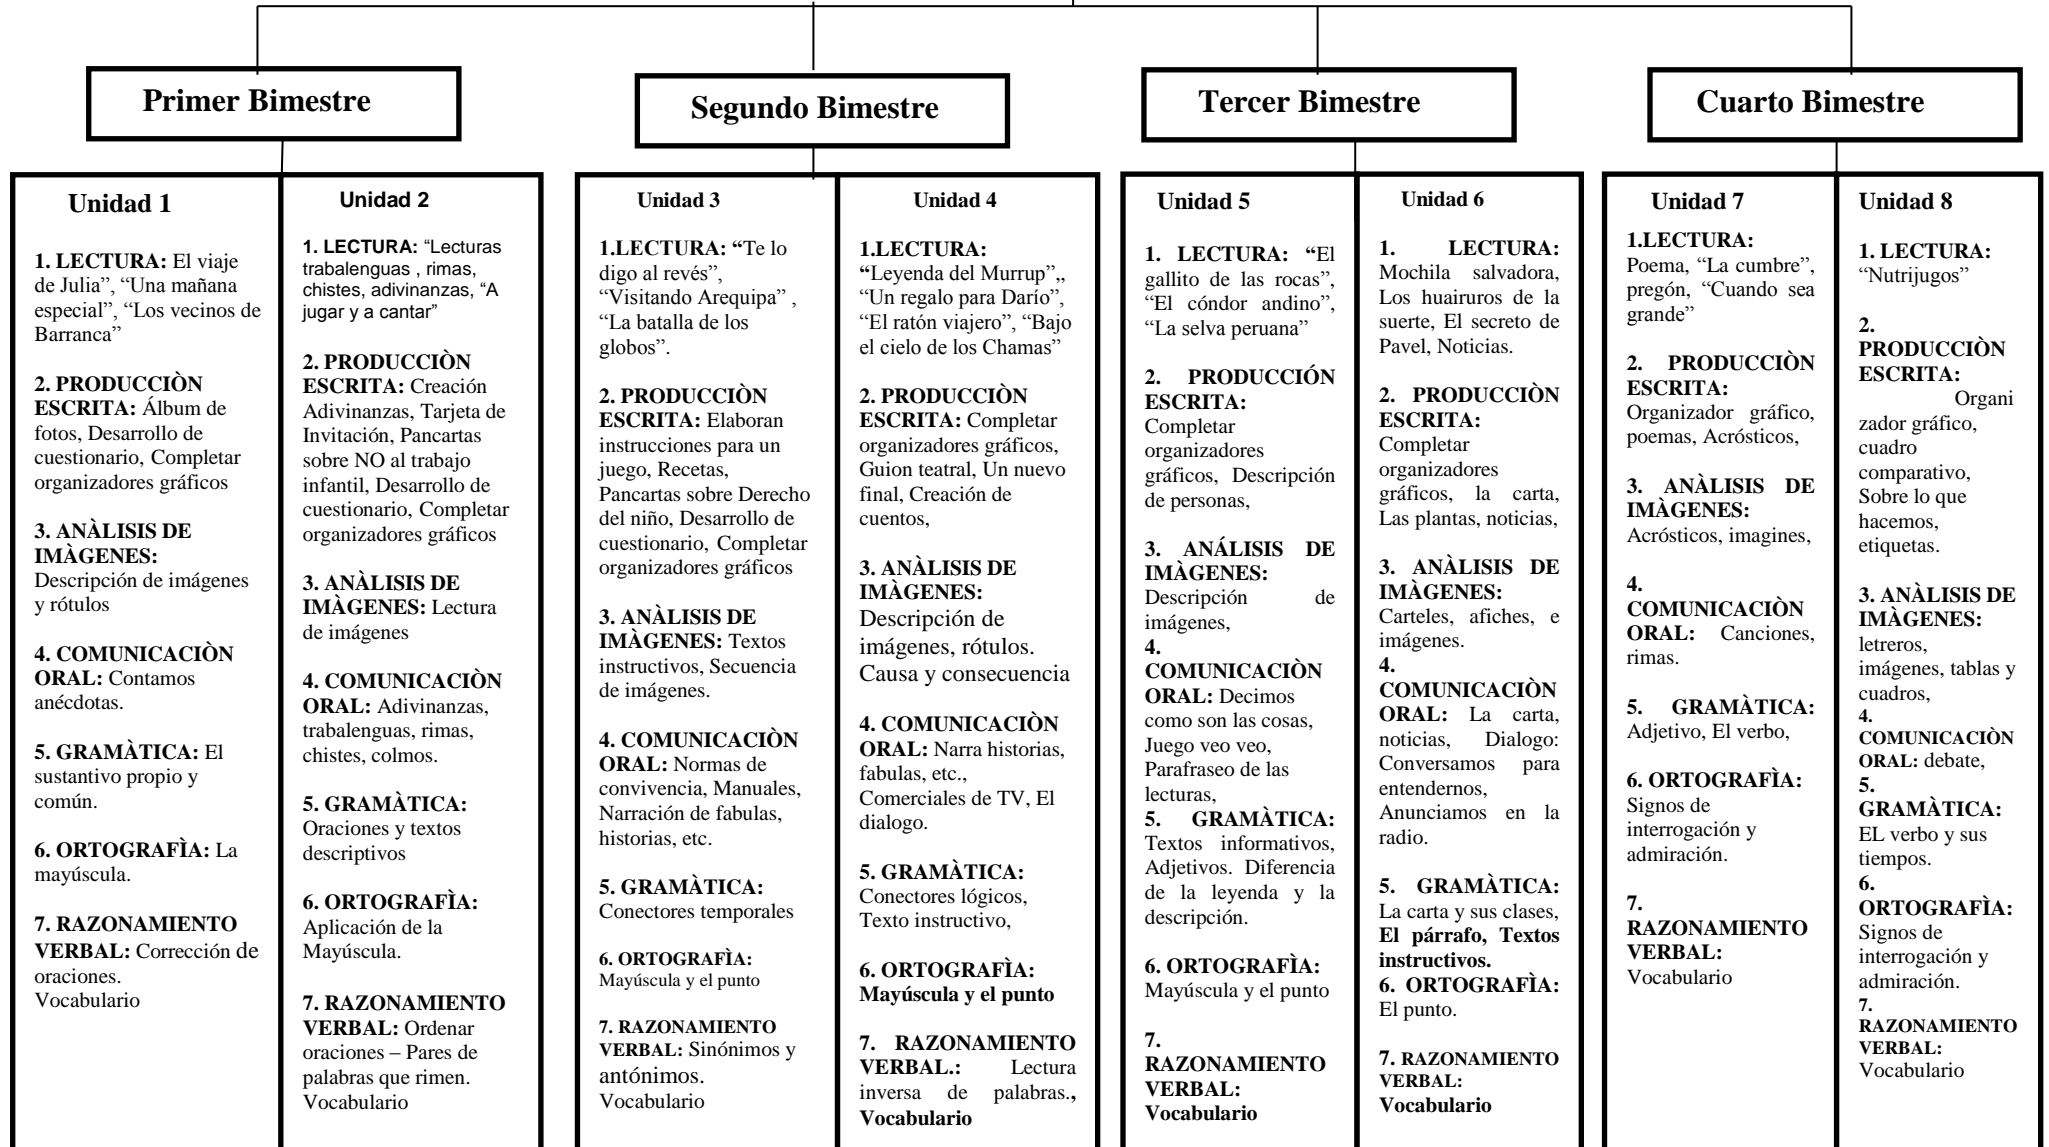 Primer Bimestre
Segundo Bimestre
Tercer Bimestre
Cuarto Bimestre
Unidad 1
1. LECTURA: El viaje
de Julia”, “Una mañana
especial”, “Los vecinos de
Barranca”
2. PRODUCCIÒN
ESCRITA: Álbum de
fotos, Desarrollo de
cuestionario, Completar
organizadores gráficos
3. ANÀLISIS DE
IMÀGENES:
Descripción de imágenes
y rótulos
4. COMUNICACIÒN
ORAL: Contamos
anécdotas.
5. GRAMÀTICA: El
sustantivo propio y
común.
6. ORTOGRAFÌA: La
mayúscula.
7. RAZONAMIENTO
VERBAL: Corrección de
oraciones.
Vocabulario
Unidad 2
1. LECTURA: “Lecturas
trabalenguas , rimas,
chistes, adivinanzas, “A
jugar y a cantar”
2. PRODUCCIÒN
ESCRITA: Creación
Adivinanzas, Tarjeta de
Invitación, Pancartas
sobre NO al trabajo
infantil, Desarrollo de
cuestionario, Completar
organizadores gráficos
3. ANÀLISIS DE
IMÀGENES: Lectura
de imágenes
4. COMUNICACIÒN
ORAL: Adivinanzas,
trabalenguas, rimas,
chistes, colmos.
5. GRAMÀTICA:
Oraciones y textos
descriptivos
6. ORTOGRAFÌA:
Aplicación de la
Mayúscula.
7. RAZONAMIENTO
VERBAL: Ordenar
oraciones – Pares de
palabras que rimen.
Vocabulario
Unidad 3
1.LECTURA: “Te lo
digo al revés”,
“Visitando Arequipa” ,
“La batalla de los
globos”.
2. PRODUCCIÒN
ESCRITA: Elaboran
instrucciones para un
juego, Recetas,
Pancartas sobre Derecho
del niño, Desarrollo de
cuestionario, Completar
organizadores gráficos
3. ANÀLISIS DE
IMÀGENES: Textos
instructivos, Secuencia
de imágenes.
4. COMUNICACIÒN
ORAL: Normas de
convivencia, Manuales,
Narración de fabulas,
historias, etc.
5. GRAMÀTICA:
Conectores temporales
6. ORTOGRAFÌA:
Mayúscula y el punto
7. RAZONAMIENTO
VERBAL: Sinónimos y
antónimos.
Vocabulario
Unidad 4
1.LECTURA:
“Leyenda del Murrup”,,
“Un regalo para Darío”,
“El ratón viajero”, “Bajo
el cielo de los Chamas”
2. PRODUCCIÒN
ESCRITA: Completar
organizadores gráficos,
Guion teatral, Un nuevo
final, Creación de
cuentos,
3. ANÀLISIS DE
IMÀGENES:
Descripción de
imágenes, rótulos.
Causa y consecuencia
4. COMUNICACIÒN
ORAL: Narra historias,
fabulas, etc.,
Comerciales de TV, El
dialogo.
5. GRAMÀTICA:
Conectores lógicos,
Texto instructivo,
6. ORTOGRAFÌA:
Mayúscula y el punto
7. RAZONAMIENTO
VERBAL.: Lectura
inversa de palabras.,
Vocabulario
Unidad 5
1. LECTURA: “El
gallito de las rocas”,
“El cóndor andino”,
“La selva peruana”
2. PRODUCCIÓN
ESCRITA:
Completar
organizadores
gráficos, Descripción
de personas,
3. ANÁLISIS DE
IMÀGENES:
Descripción de
imágenes,
4.
COMUNICACIÒN
ORAL: Decimos
como son las cosas,
Juego veo veo,
Parafraseo de las
lecturas,
5. GRAMÀTICA:
Textos informativos,
Adjetivos. Diferencia
de la leyenda y la
descripción.
6. ORTOGRAFÌA:
Mayúscula y el punto
7.
RAZONAMIENTO
VERBAL:
Vocabulario
Unidad 6
1. LECTURA:
Mochila salvadora,
Los huairuros de la
suerte, El secreto de
Pavel, Noticias.
2. PRODUCCIÒN
ESCRITA:
Completar
organizadores
gráficos, la carta,
Las plantas, noticias,
3. ANÀLISIS DE
IMÀGENES:
Carteles, afiches, e
imágenes.
4.
COMUNICACIÒN
ORAL: La carta,
noticias, Dialogo:
Conversamos para
entendernos,
Anunciamos en la
radio.
5. GRAMÀTICA:
La carta y sus clases,
El párrafo, Textos
instructivos.
6. ORTOGRAFÌA:
El punto.
7. RAZONAMIENTO
VERBAL:
Vocabulario
Unidad 7
1.LECTURA:
Poema, “La cumbre”,
pregón, “Cuando sea
grande”
2. PRODUCCIÒN
ESCRITA:
Organizador gráfico,
poemas, Acrósticos,
3. ANÀLISIS DE
IMÀGENES:
Acrósticos, imagines,
4.
COMUNICACIÒN
ORAL: Canciones,
rimas.
5. GRAMÀTICA:
Adjetivo, El verbo,
6. ORTOGRAFÌA:
Signos de
interrogación y
admiración.
7.
RAZONAMIENTO
VERBAL:
Vocabulario
Unidad 8
1. LECTURA:
“Nutrijugos”
2.
PRODUCCIÒN
ESCRITA:
Organi
zador gráfico,
cuadro
comparativo,
Sobre lo que
hacemos,
etiquetas.
3. ANÀLISIS DE
IMÀGENES:
letreros,
imágenes, tablas y
cuadros,
4.
COMUNICACIÒN
ORAL: debate,
5.
GRAMÀTICA:
EL verbo y sus
tiempos.
6.
ORTOGRAFÌA:
Signos de
interrogación y
admiración.
7.
RAZONAMIENTO
VERBAL:
Vocabulario